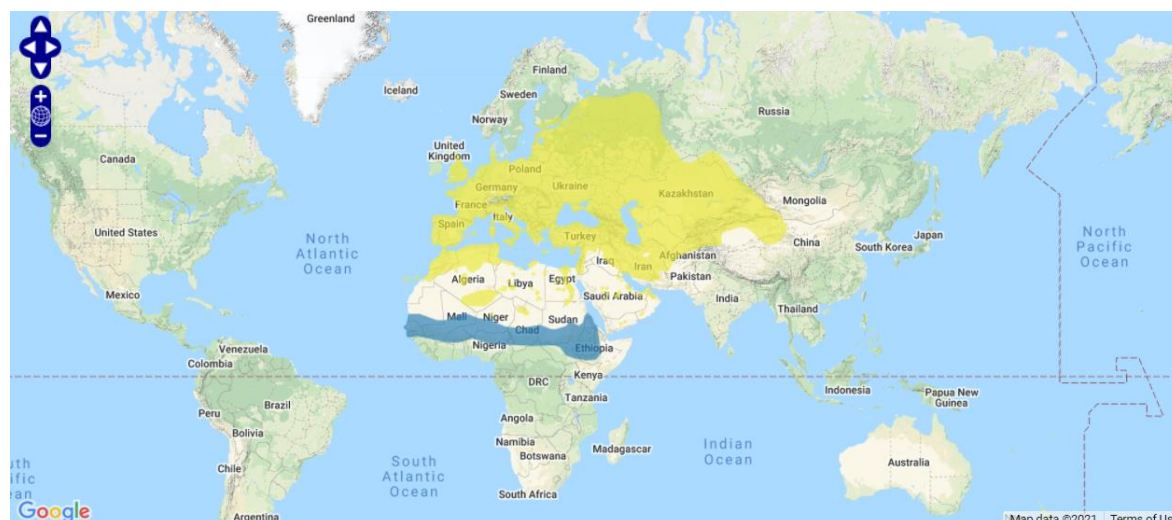 Greenland
Iceland
Finland
Sweden
Norway
Russia
United
Kingdom
Canada
Poland
Germany
Ukraine
Kazakhstan
France
Mongolia
Italy
Spain
United States
Turkey
China
Japan
South Korea
North
Atlantic
Ocean
North
Pacific
Ocean
Iraq
Afghanistan
Iran
Pakistan
Algeria
Libya
Egypt
Saudi Arabia
India
Mexico
Thailand
Mali
Niger
Sudan
Chad
Nigeria
Ethiopia
Venezuela
Colombia
DRC
Kenya
Tanzania
Indonesia
Papua New
Guinea
Peru
Brazil
Angola
Bolivia
Namibia
Botswana
Madagascar
Indian
Ocean
Chile
South
Atlantic
Ocean
Australia
South Africa
Argentina
Google
Map data ©2021
Terms of Us